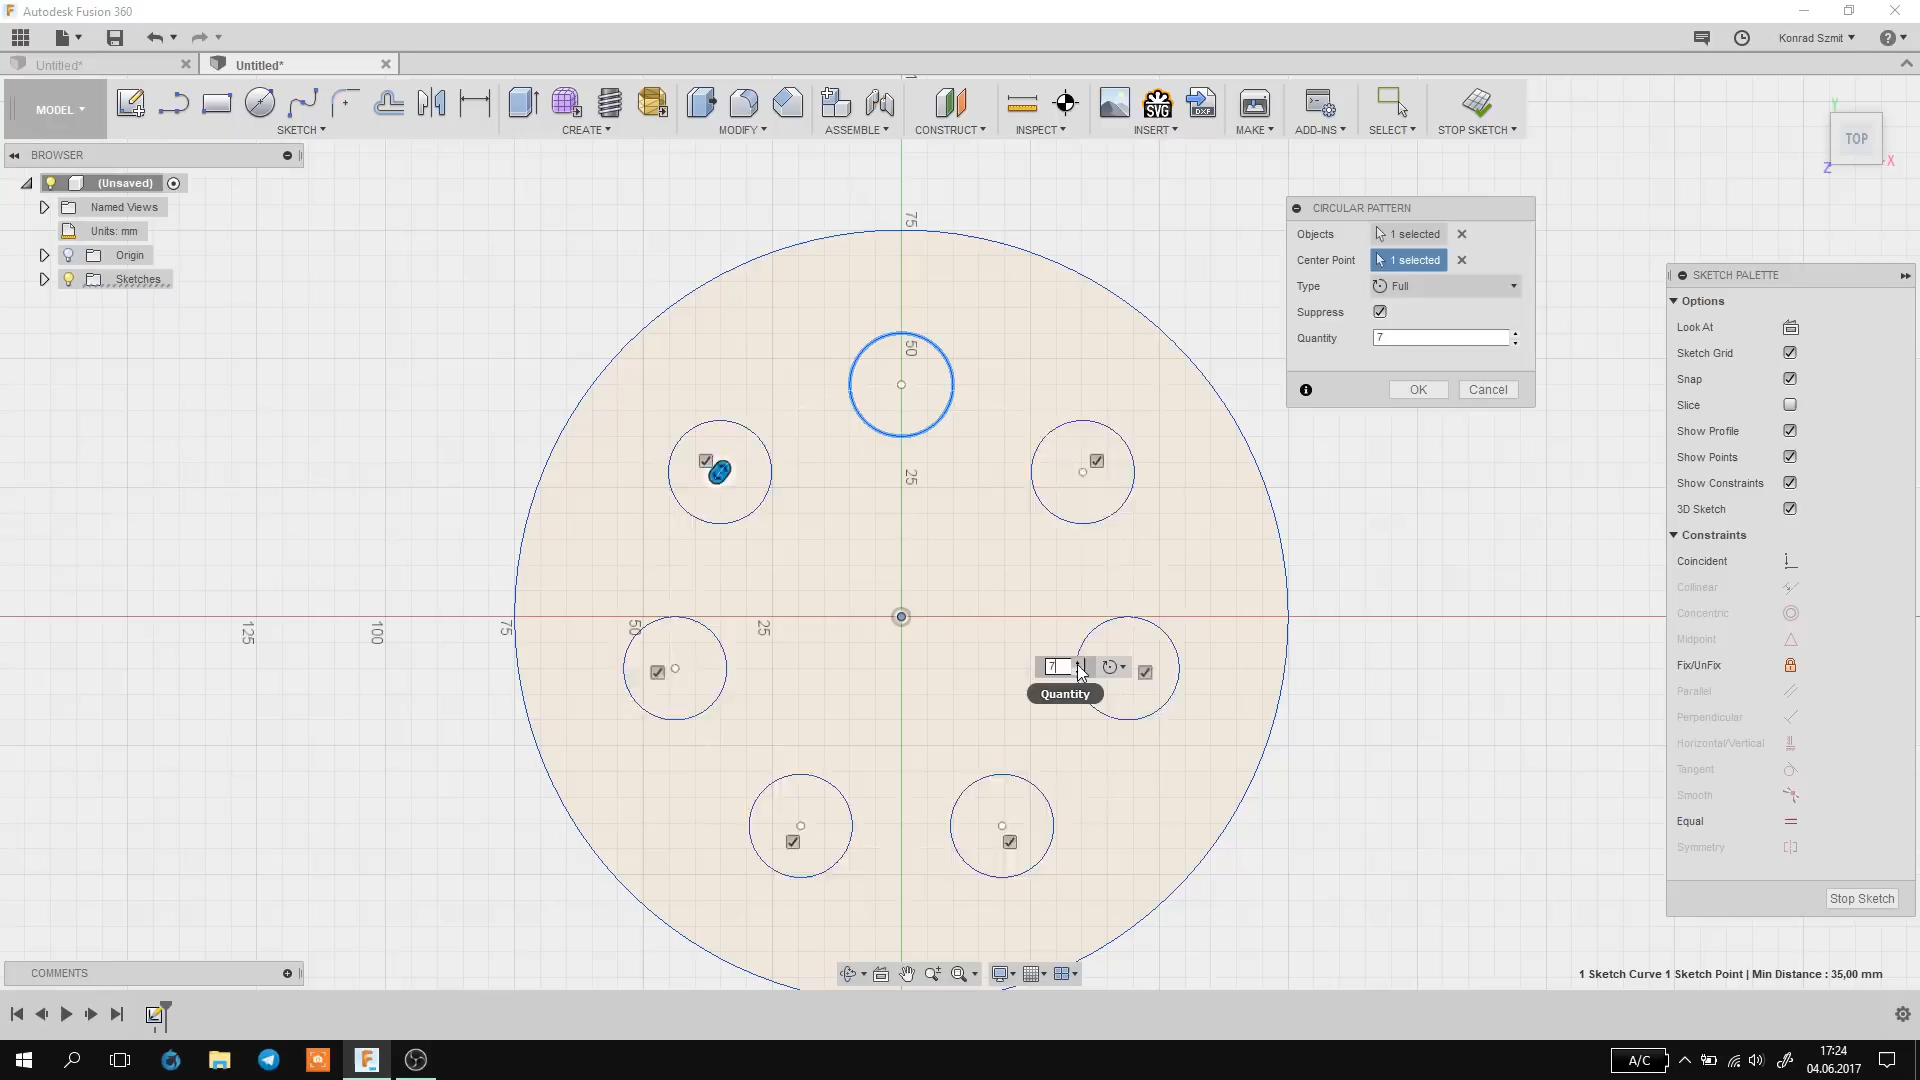 Autodesk Fusion 360
Konrad Szmit
Untitled*
Untitled*
MODEL
SKETCH
CREATE
MODIFY
ASSEMBLE
CONSTRUCT
INSPECT
INSERT
MAKE
ADD-INS
SELECT
STOP SKETCH
SVG
DXF
BROWSER
(Unsaved)
Named Views
Units: mm
Origin
Sketches
TOP
Y
X
Z
CIRCULAR PATTERN
Objects 1 selected
Center Point 1 selected
Type Full
Suppress
Quantity 7
OK Cancel
SKETCH PALETTE
Options
Look At
Sketch Grid
Snap
Slice
Show Profile
Show Points
Show Constraints
3D Sketch
Constraints
Coincident
Collinear
Concentric
Midpoint
Fix/UnFix
Parallel
Perpendicular
Horizontal/Vertical
Tangent
Smooth
Equal
Symmetry
Stop Sketch
75
50
25
125
100
75
50
25
7
Quantity
COMMENTS
1 Sketch Curve 1 Sketch Point | Min Distance : 35,00 mm
A/C
17:24
04.06.2017